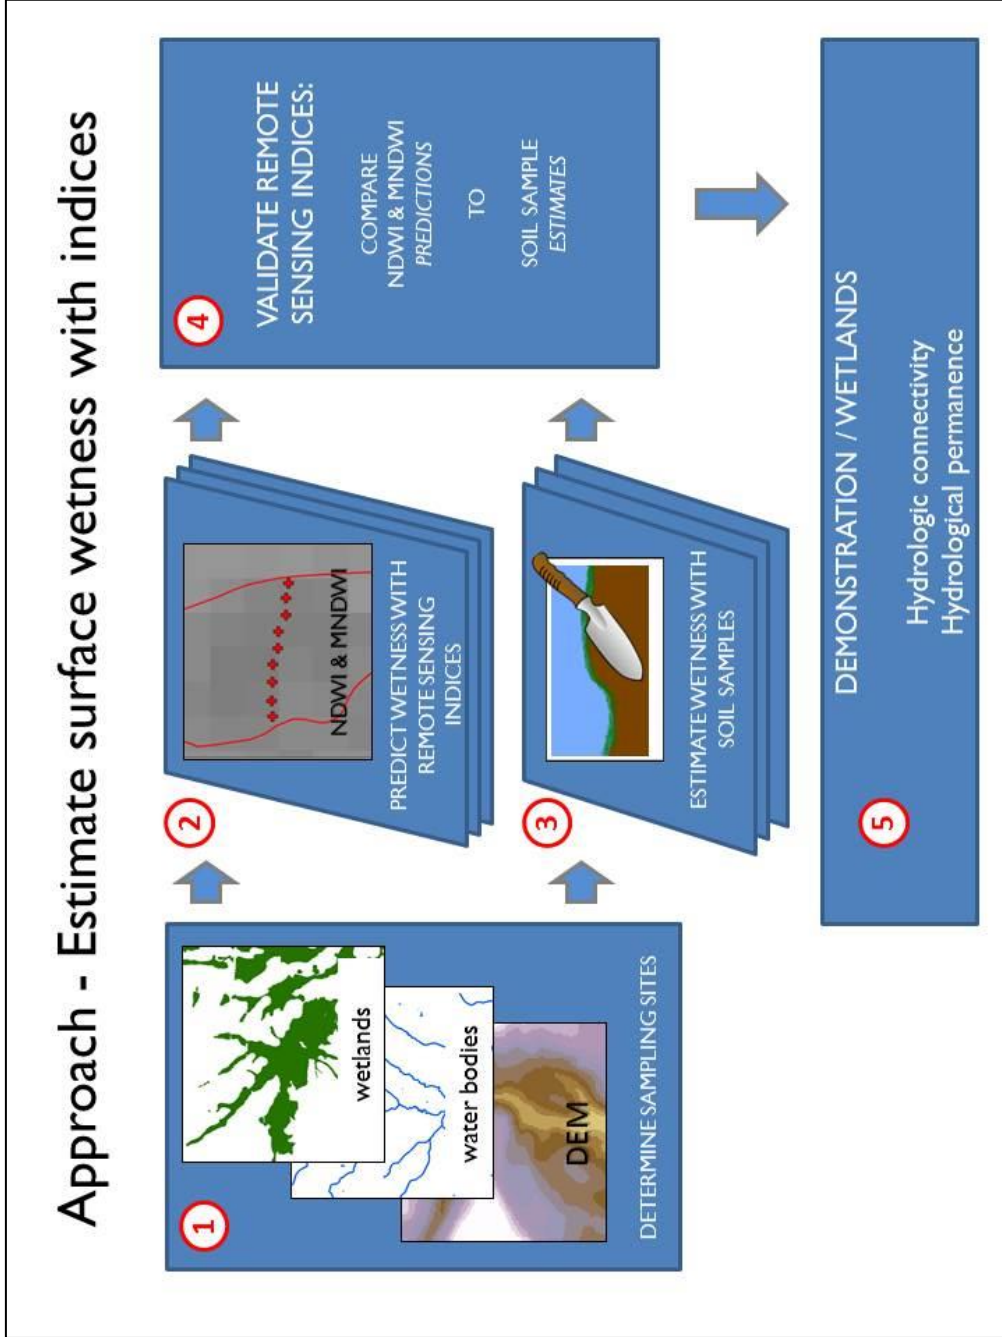 Approach - Estimate surface wetness with indices
1
wetlands
water bodies
DEM
DETERMINE SAMPLING SITES
2
NDWI & MNDWI
PREDICT WETNESS WITH
REMOTE SENSING
INDICES
3
ESTIMATE WETNESS WITH
SOIL SAMPLES
4
VALIDATE REMOTE
SENSING INDICES:
COMPARE
NDWI & MNDWI
PREDICTIONS
TO
SOIL SAMPLE
ESTIMATES
5
DEMONSTRATION / WETLANDS
Hydrologic connectivity
Hydrological permanence